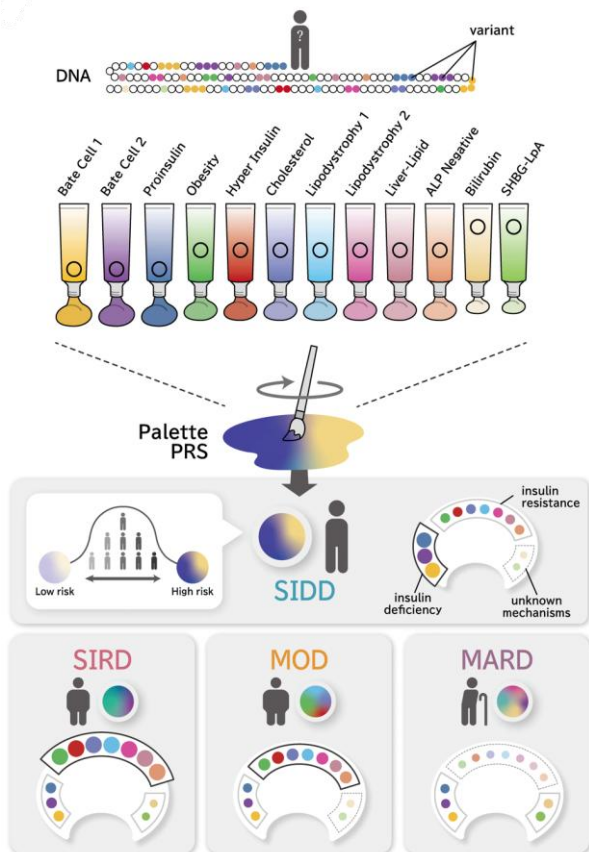 ?
variant
DNA
Bate Cell 1
Bate Cell 2
Proinsulin
Obesity
Hyper Insulin
Cholesterol
Lipodystrophy 1
Lipodystrophy 2
Liver-Lipid
ALP Negative
Bilirubin
SHBG-LpA
Palette
PRS
Low risk
High risk
SIDD
insulin
resistance
insulin
deficiency
unknown
mechanisms
SIRD
MOD
MARD